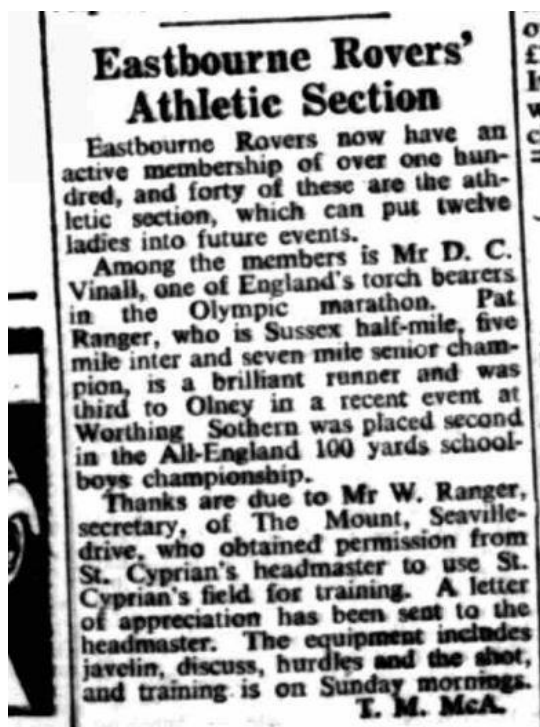 Eastbourne Rovers'
Athletic Section
Eastbourne Rovers now have an
active membership of over one hun-
dred, and forty of these are the ath-
letic section, which can put twelve
ladies into future events.
Among the members is Mr D. C.
Vinall, one of England's torch bearers
in the Olympic marathon. Pat
Ranger, who is Sussex half-mile, five
mile inter and seven mile senior cham-
pion, is a brilliant runner and was
third to Olney in a recent event at
Worthing Sothern was placed second
in the All-England 100 yards school-
boys championship.
Thanks are due to Mr W. Ranger,
secretary, of The Mount, Seaville-
drive, who obtained permission from
St. Cyprian's headmaster to use St.
Cyprian's field for training. A letter
of appreciation has been sent to the
headmaster. The equipment includes
javelin, discuss, hurdles and the shot,
and training is on Sunday mornings.
T. M. McA.